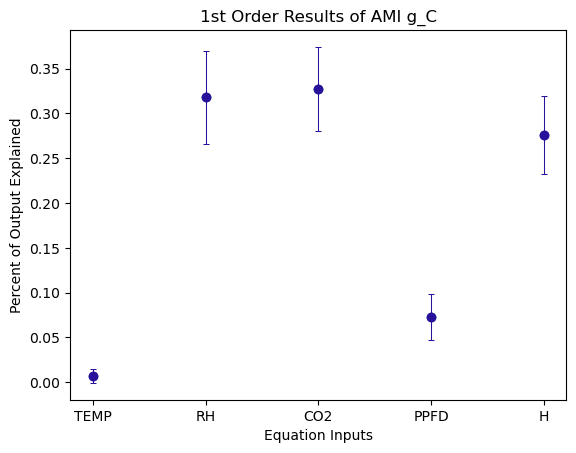 1st Order Results of AMI g_C
Percent of Output Explained
0.35
0.30
0.25
0.20
0.15
0.10
0.05
0.00
TEMP RH CO2 PPFD H
Equation Inputs